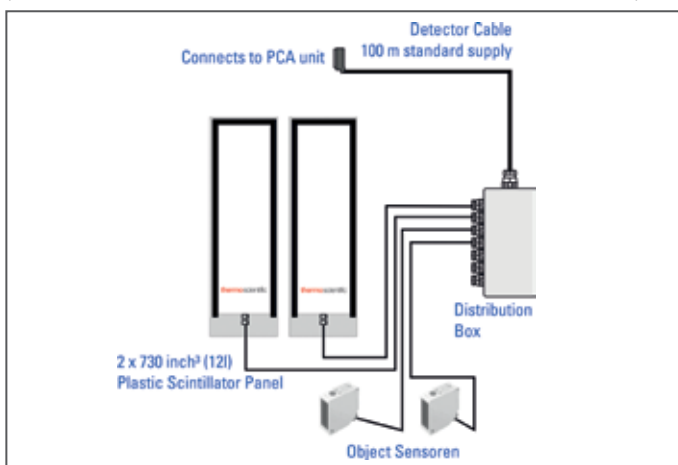 Detector Cable
100 m standard supply
Connects to PCA unit
thermoscientific
thermoscientific
Distribution
Box
2 x 730 inch³ (12l)
Plastic Scintillator Panel
Object Sensoren